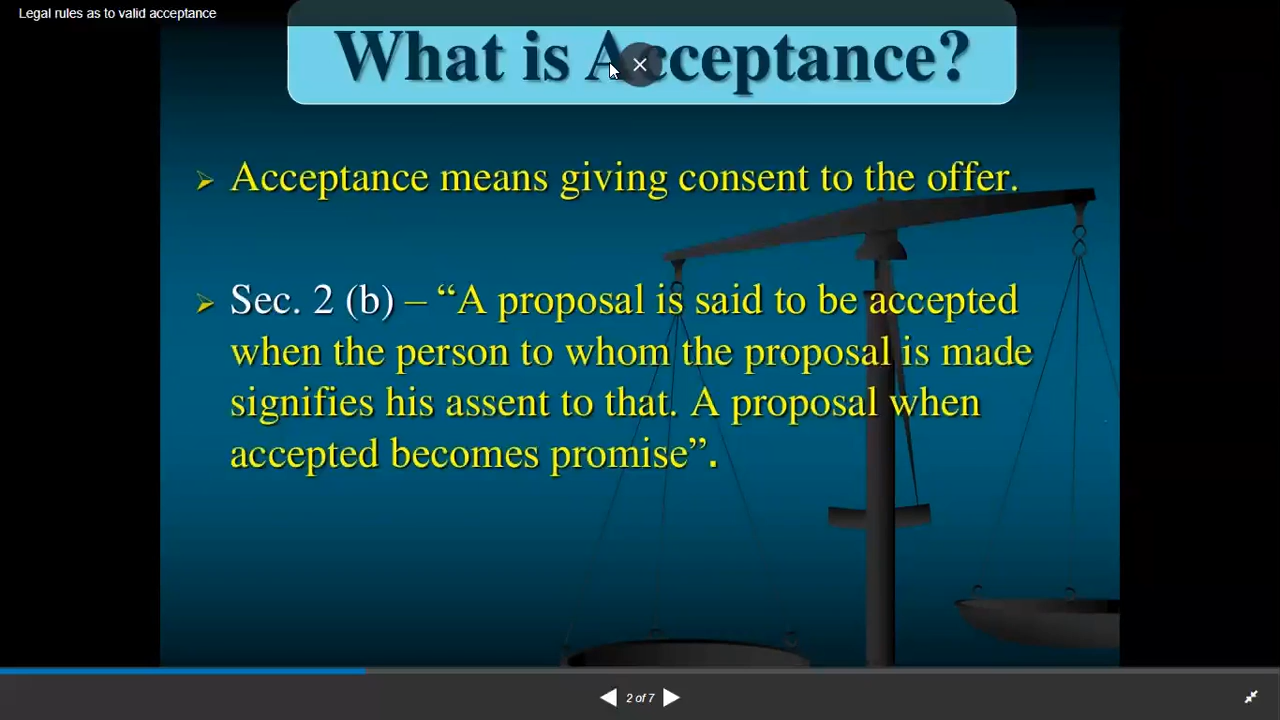 Legal rules as to valid acceptance
What is Acceptance?
➢ Acceptance means giving consent to the offer.
➢ Sec. 2 (b) – “A proposal is said to be accepted
when the person to whom the proposal is made
signifies his assent to that. A proposal when
accepted becomes promise”.
2 of 7